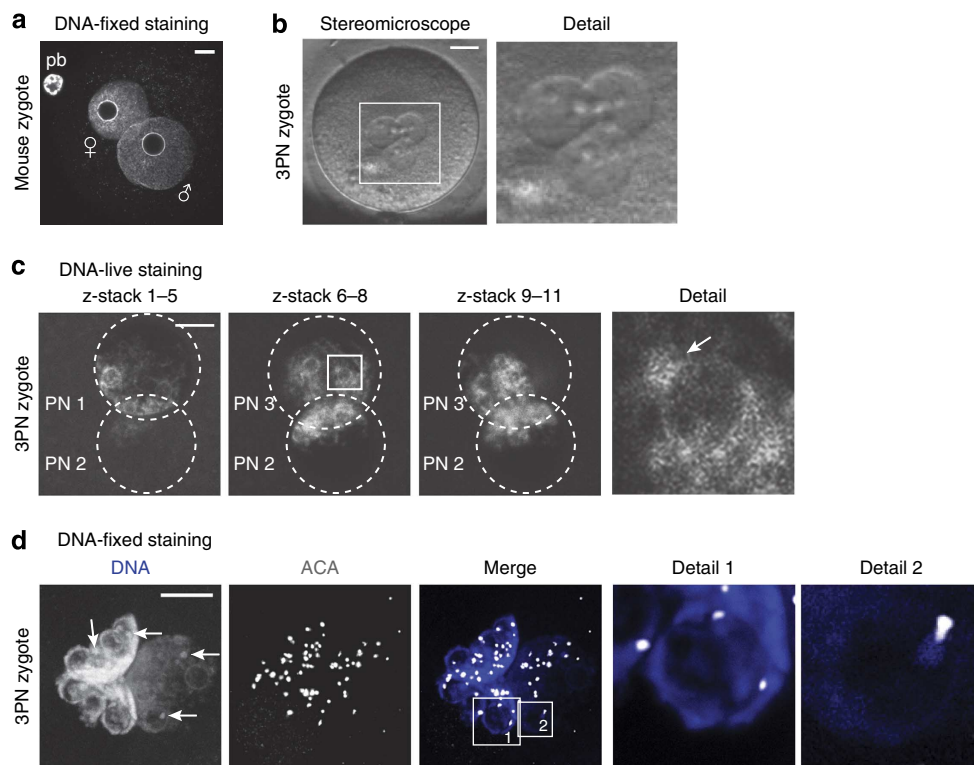 a DNA-fixed staining
Mouse zygote
pb
♀
♂
b Stereomicroscope Detail
3PN zygote
c DNA-live staining
z-stack 1–5 z-stack 6–8 z-stack 9–11 Detail
3PN zygote
PN 1 PN 3 PN 3
PN 2 PN 2 PN 2
d DNA-fixed staining
DNA ACA Merge Detail 1 Detail 2
3PN zygote
1 2